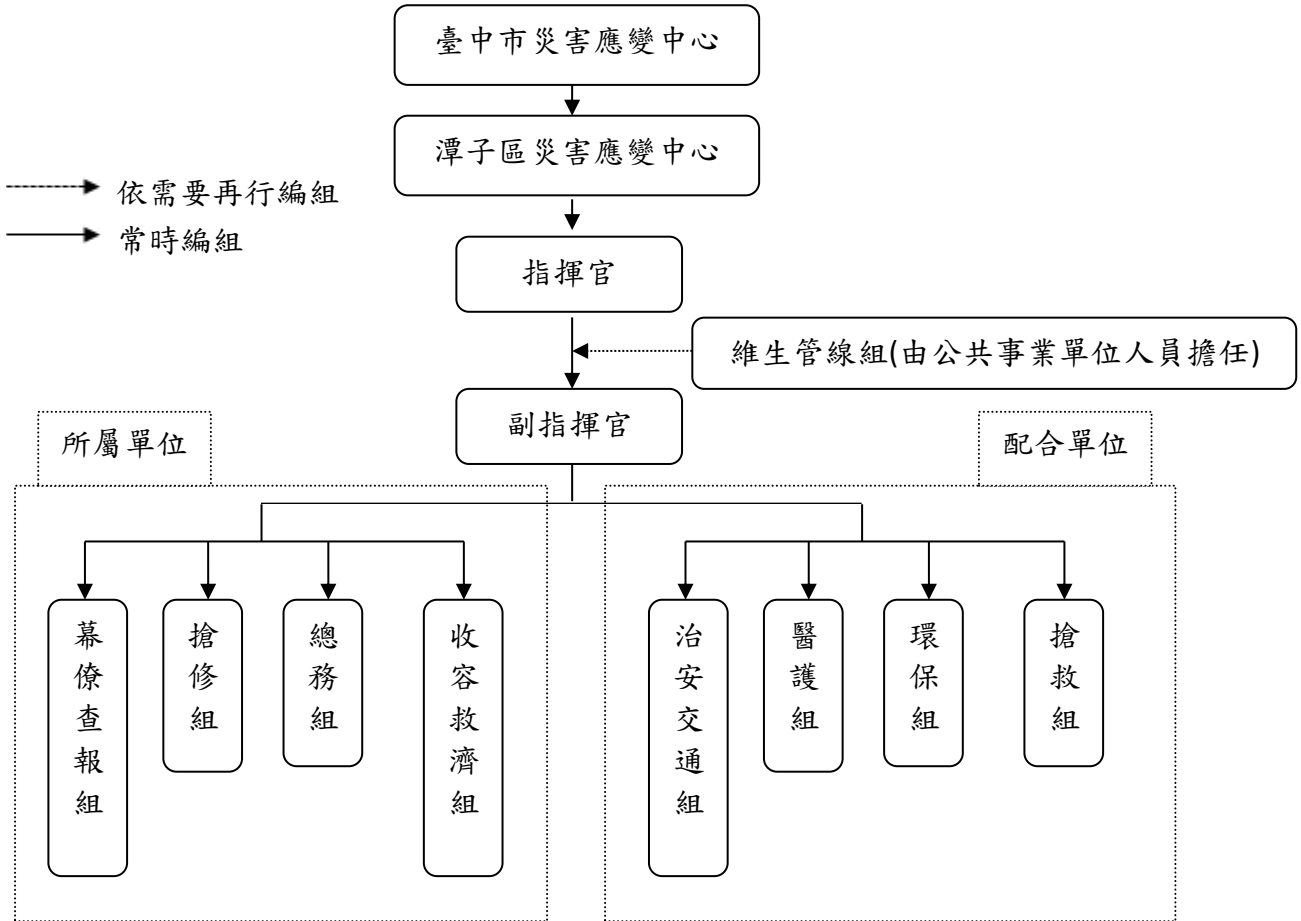 臺中市災害應變中心
潭子區災害應變中心
依需要再行編組
常時編組
指揮官
維生管線組(由公共事業單位人員擔任)
副指揮官
所屬單位
配合單位
幕僚查報組
搶修組
總務組
收容救濟組
治安交通組
醫護組
環保組
搶救組